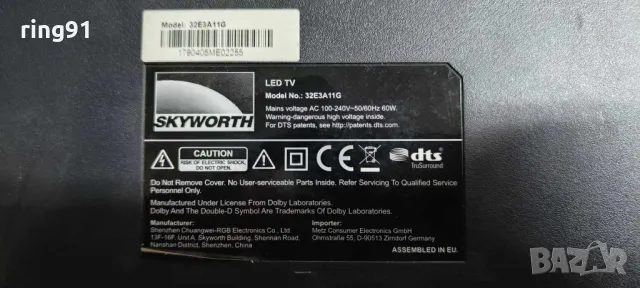 ring91
Model: 32E3A11G
1790405ME02255
LED TV
Model No.: 32E3A11G
Mains voltage AC 100-240V~50/60Hz 60W.
Warning-dangerous high voltage inside.
For DTS patents, see http://patents.dts.com.
SKYWORTH
CAUTION
RISK OF ELECTRIC SHOCK,
DO NOT OPEN.
CE
dts
TruSurround
Do Not Remove Cover. No User-serviceable Parts Inside. Refer Servicing To Qualified Service
Personnel Only.
Manufactured Under License From Dolby Laboratories.
Dolby And The Double-D Symbol Are Trademarks Of Dolby Laboratories.
Manufacturer:
Shenzhen Chuangwei-RGB Electronics Co., Ltd
13F-16F, Unit A, Skyworth Building, Shennan Road,
Nanshan District, Shenzhen, China
Importer:
Metz Consumer Electronics GmbH
Ohmstraße 55, D-90513 Zirndorf Germany
ASSEMBLED IN EU.
bazar
БГ